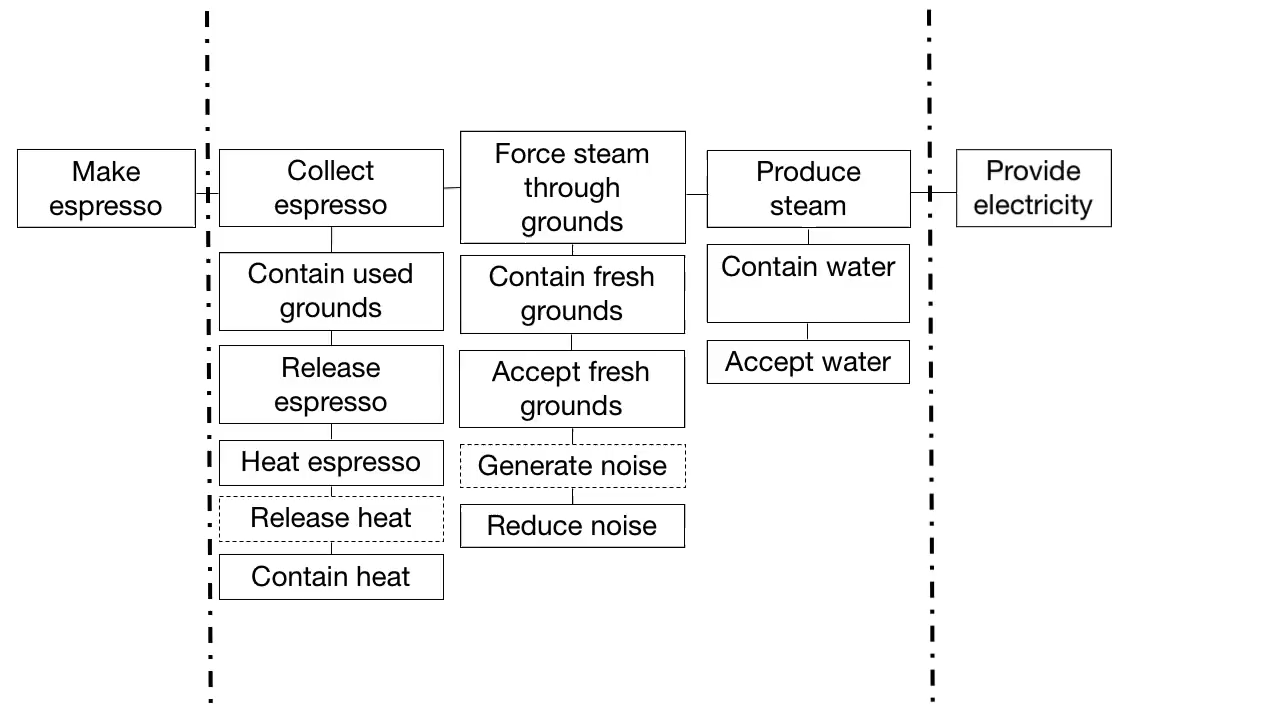 Make
espresso
Collect
espresso
Contain used
grounds
Release
espresso
Heat espresso
Release heat
Contain heat
Force steam
through
grounds
Contain fresh
grounds
Accept fresh
grounds
Generate noise
Reduce noise
Produce
steam
Contain water
Accept water
Provide
electricity